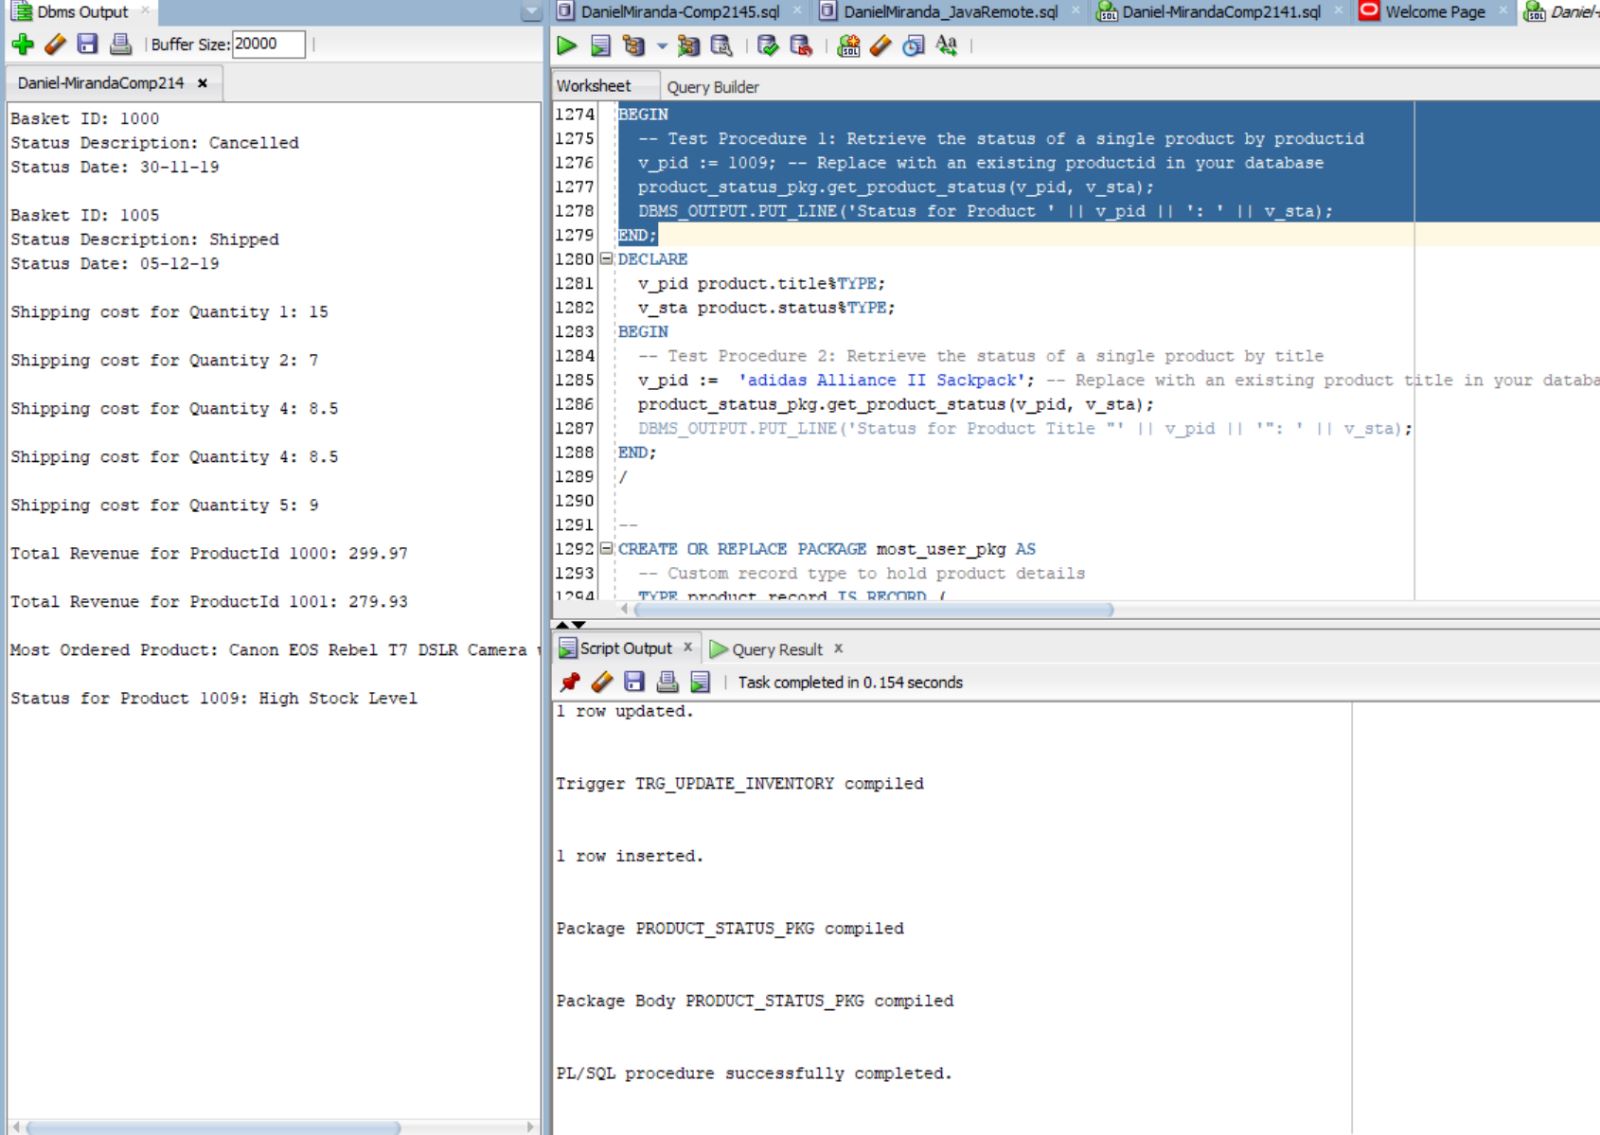 Dbms Output
Buffer Size: 20000
Daniel-MirandaComp214
Basket ID: 1000
Status Description: Cancelled
Status Date: 30-11-19
Basket ID: 1005
Status Description: Shipped
Status Date: 05-12-19
Shipping cost for Quantity 1: 15
Shipping cost for Quantity 2: 7
Shipping cost for Quantity 4: 8.5
Shipping cost for Quantity 4: 8.5
Shipping cost for Quantity 5: 9
Total Revenue for ProductId 1000: 299.97
Total Revenue for ProductId 1001: 279.93
Most Ordered Product: Canon EOS Rebel T7 DSLR Camera
Status for Product 1009: High Stock Level
DanielMiranda-Comp2145.sql
DanielMiranda_JavaRemote.sql
Daniel-MirandaComp2141.sql
Welcome Page
Daniel-
Worksheet
Query Builder
1274 BEGIN
1275 -- Test Procedure 1: Retrieve the status of a single product by productid
1276 v_pid := 1009; -- Replace with an existing productid in your database
1277 product_status_pkg.get_product_status(v_pid, v_sta);
1278 DBMS_OUTPUT.PUT_LINE('Status for Product ' || v_pid || ': ' || v_sta);
1279 END;
1280 DECLARE
1281 v_pid product.title%TYPE;
1282 v_sta product.status%TYPE;
1283 BEGIN
1284 -- Test Procedure 2: Retrieve the status of a single product by title
1285 v_pid := 'adidas Alliance II Sackpack'; -- Replace with an existing product title in your databa
1286 product_status_pkg.get_product_status(v_pid, v_sta);
1287 DBMS_OUTPUT.PUT_LINE('Status for Product Title "' || v_pid || '": ' || v_sta);
1288 END;
1289 /
1290
1291 --
1292 CREATE OR REPLACE PACKAGE most_user_pkg AS
1293 -- Custom record type to hold product details
1294 TYPE product_record IS RECORD (
Script Output
Query Result
Task completed in 0.154 seconds
1 row updated.
Trigger TRG_UPDATE_INVENTORY compiled
1 row inserted.
Package PRODUCT_STATUS_PKG compiled
Package Body PRODUCT_STATUS_PKG compiled
PL/SQL procedure successfully completed.